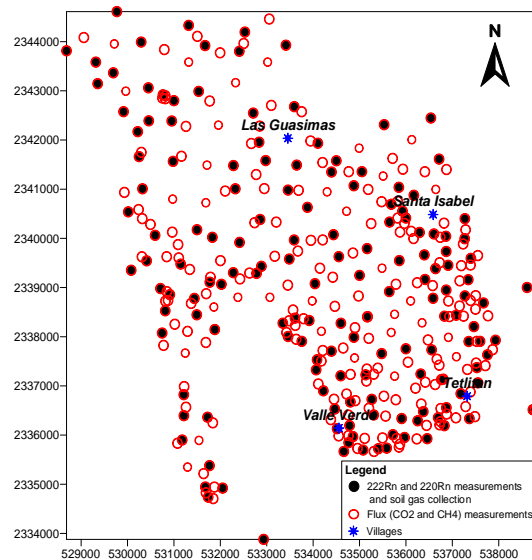 2344000
N
2343000
Las Guasimas
2342000
2341000
Santa Isabel
2340000
2339000
2338000
2337000
Tetlitlan
Valle Verde
2336000
Legend
222Rn and 220Rn measurements
and soil gas collection
2335000
Flux (CO2 and CH4) measurements
Villages
2334000
529000 530000 531000 532000 533000 534000 535000 536000 537000 538000